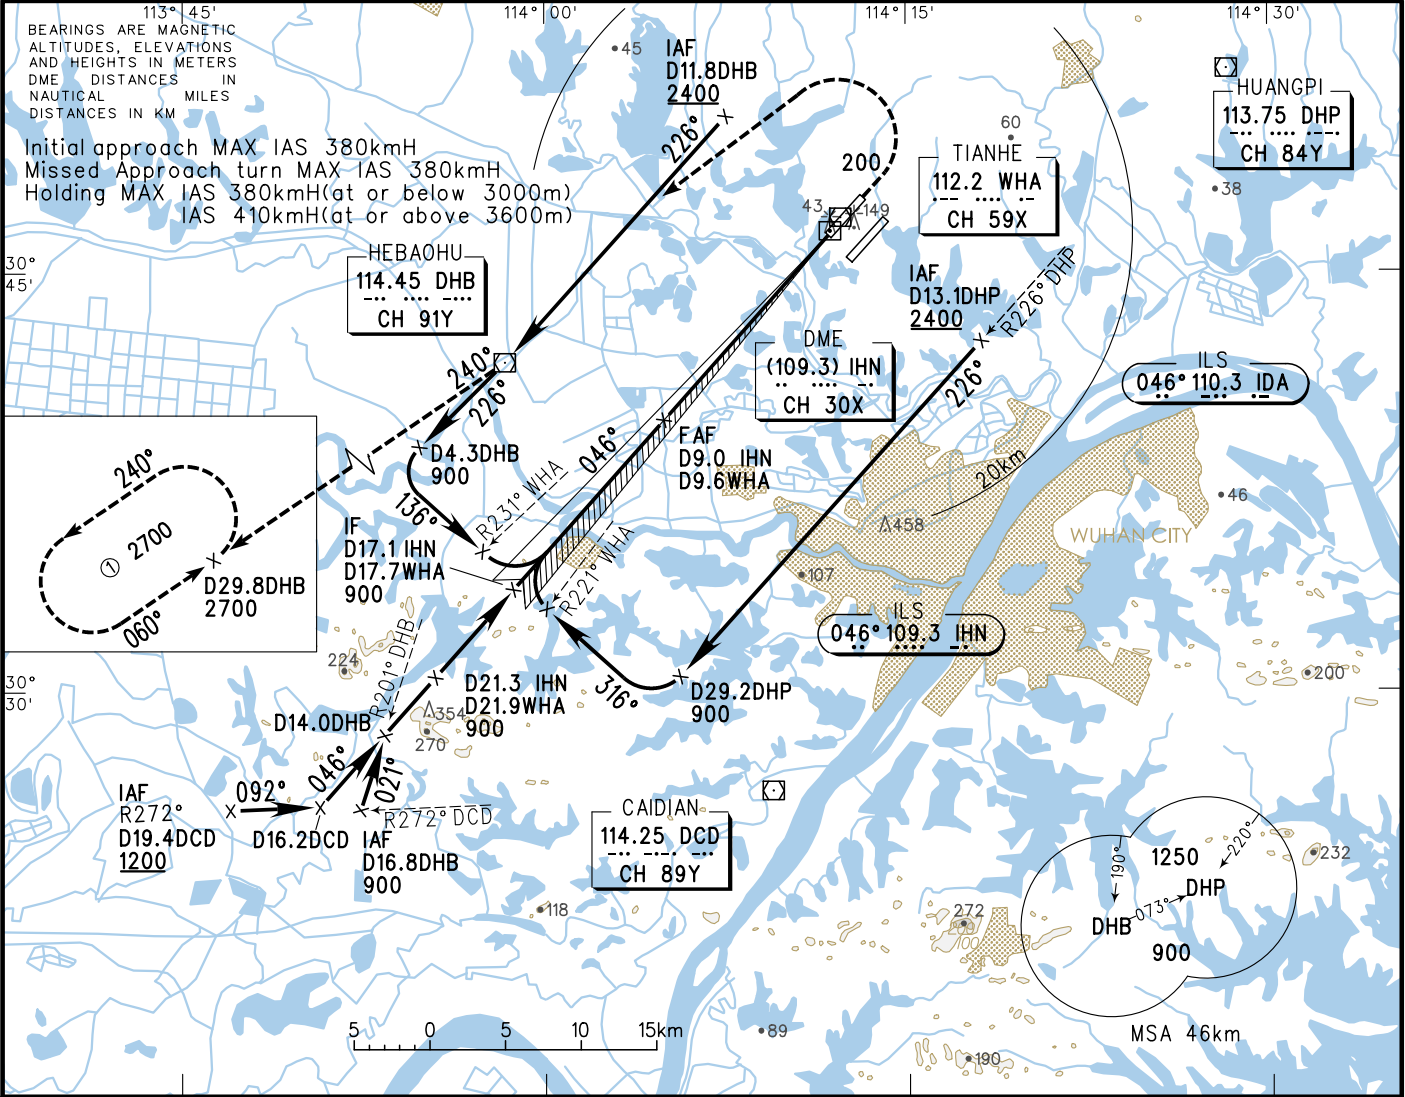 113° 45'
114° 00'
114° 15'
114° 30'
BEARINGS ARE MAGNETIC
ALTITUDES, ELEVATIONS
AND HEIGHTS IN METERS
DME DISTANCES IN
NAUTICAL MILES
DISTANCES IN KM
Initial approach MAX IAS 380kmH
Missed Approach turn MAX IAS 380kmH
Holding MAX IAS 380kmH(at or below 3000m)
IAS 410kmH(at or above 3600m)
45
IAF
D11.8DHB
2400
226°
200
60
TIANHE
112.2 WHA
CH 59X
HUANGPI
113.75 DHP
CH 84Y
38
43
149
30°
45'
HEBAOHU
114.45 DHB
CH 91Y
IAF
D13.1DHP
2400
R226° DHP
226°
DME
(109.3) IHN
CH 30X
ILS
046° 110.3 IDA
240°
226°
D4.3DHB
900
046°
FAF
D9.0 IHN
D9.6WHA
20km
46
458
WUHAN CITY
240°
① 2700
060°
D29.8DHB
2700
136°
R231° WHA
IF
D17.1 IHN
D17.7WHA
900
R221° WHA
107
ILS
046° 109.3 IHN
224
R201° DHB
316°
D29.2DHP
900
200
30°
30'
D21.3 IHN
D21.9WHA
900
D14.0DHB
354
270
IAF
R272°
D19.4DCD
1200
092°
046°
021°
D16.2DCD
R272° DCD
IAF
D16.8DHB
900
CAIDIAN
114.25 DCD
CH 89Y
118
272
200
100
1250
220°
190°
DHP
073°
DHB
900
232
MSA 46km
5 0 5 10 15km
89
190